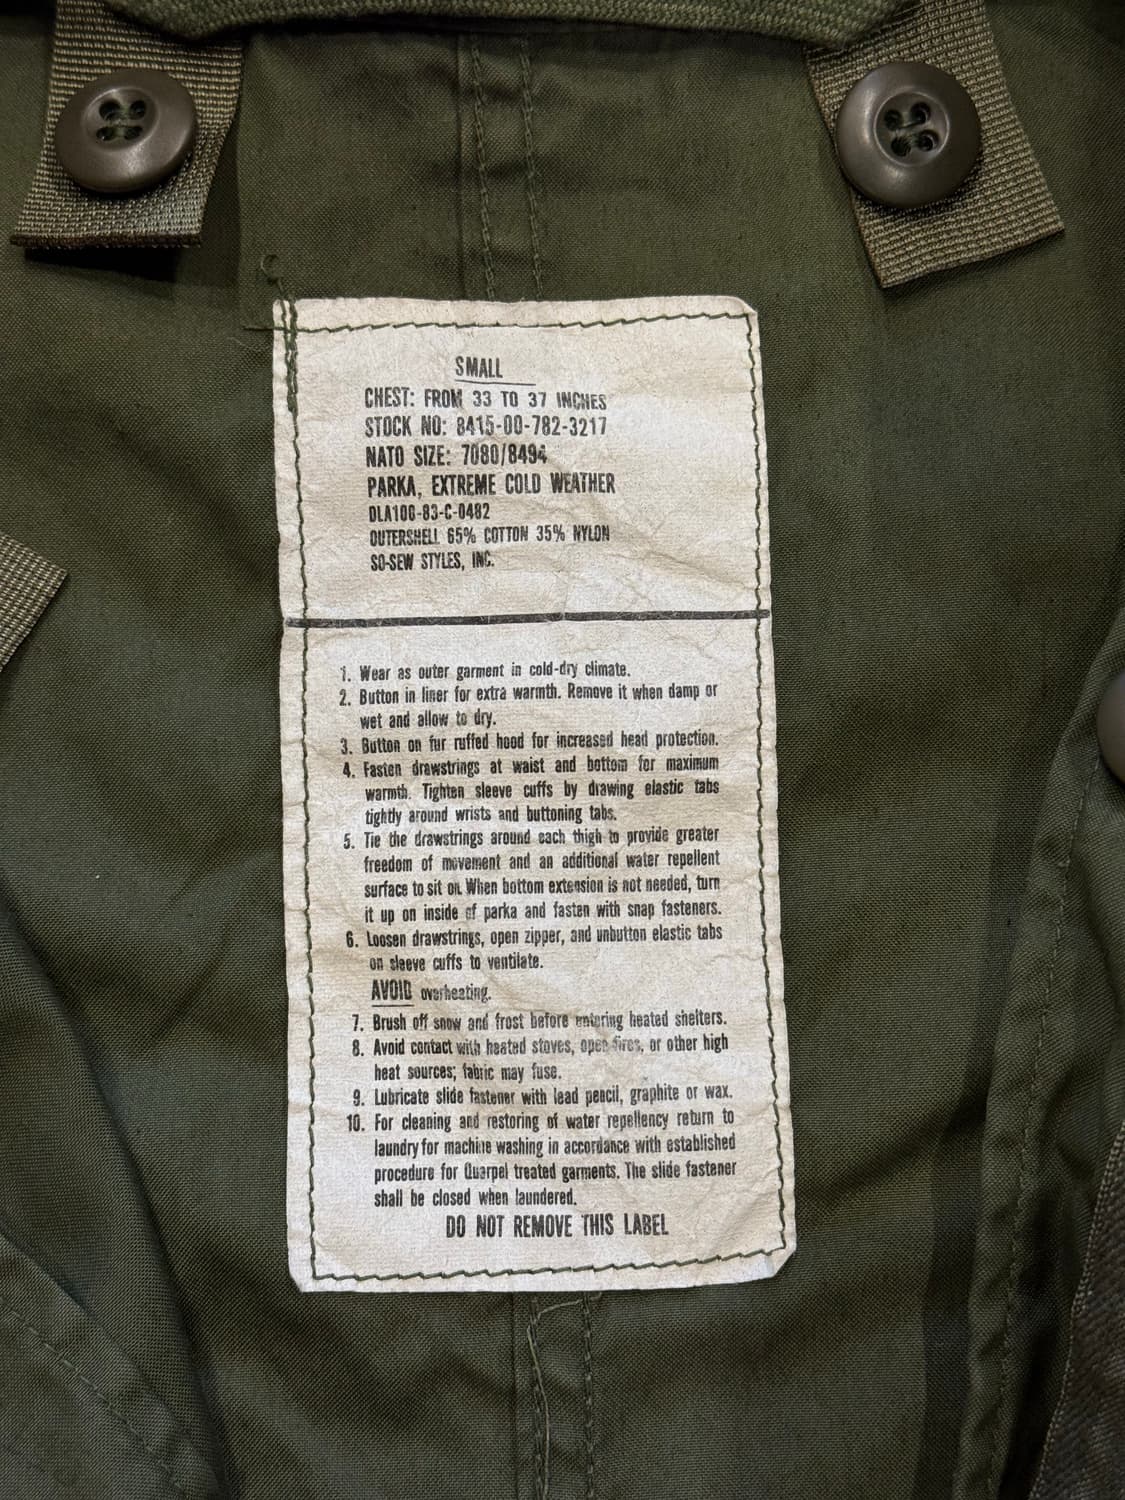 SMALL
CHEST: FROM 33 TO 37 INCHES
STOCK NO: 8415-00-782-3217
NATO SIZE: 7080/8494
PARKA, EXTREME COLD WEATHER
DLA100-83-C-0482
OUTERSHELL 65% COTTON 35% NYLON
SO-SEW STYLES, INC.
1. Wear as outer garment in cold-dry climate.
2. Button in liner for extra warmth. Remove it when damp or
wet and allow to dry.
3. Button on fur ruffed hood for increased head protection.
4. Fasten drawstrings at waist and bottom for maximum
warmth. Tighten sleeve cuffs by drawing elastic tabs
tightly around wrists and buttoning tabs.
5. Tie the drawstrings around each thigh to provide greater
freedom of movement and an additional water repellent
surface to sit on. When bottom extension is not needed, turn
it up on inside of parka and fasten with snap fasteners.
6. Loosen drawstrings, open zipper, and unbutton elastic tabs
on sleeve cuffs to ventilate.
AVOID overheating.
7. Brush off snow and frost before entering heated shelters.
8. Avoid contact with heated stoves, open fires, or other high
heat sources; fabric may fuse.
9. Lubricate slide fastener with lead pencil, graphite or wax.
10. For cleaning and restoring of water repellency return to
laundry for machine washing in accordance with established
procedure for Quarpel treated garments. The slide fastener
shall be closed when laundered.
DO NOT REMOVE THIS LABEL